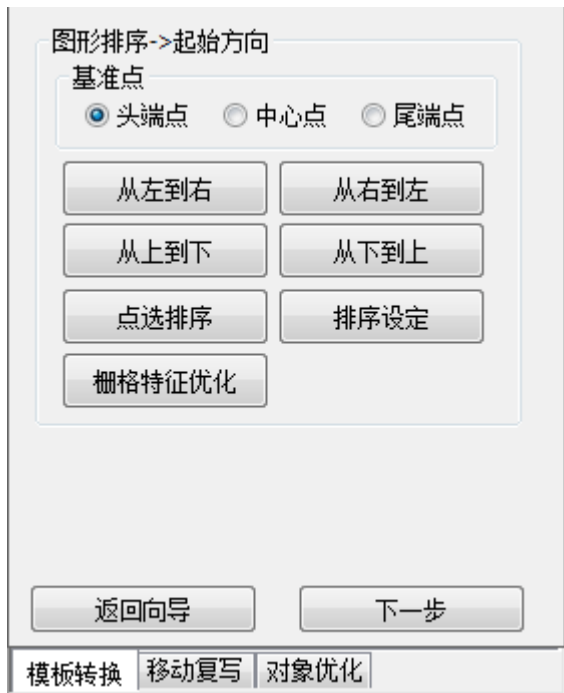 图形排序->起始方向
基准点
头端点 中心点 尾端点
从左到右 从右到左
从上到下 从下到上
点选排序 排序设定
栅格特征优化
返回向导 下一步
模板转换 移动复写 对象优化